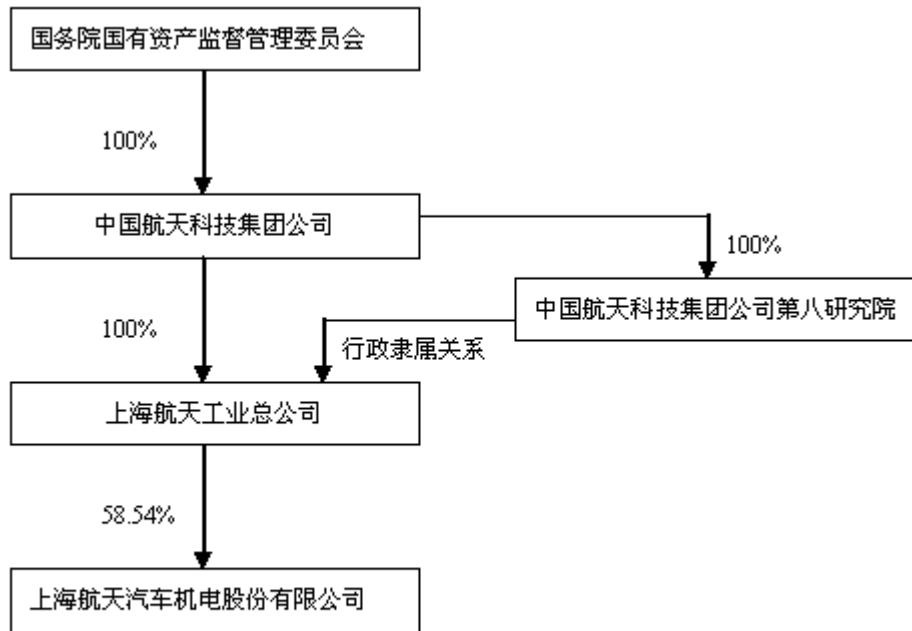 国务院国有资产监督管理委员会
100%
中国航天科技集团公司
100%
中国航天科技集团公司第八研究院
100%
行政隶属关系
上海航天工业总公司
58.54%
上海航天汽车机电股份有限公司